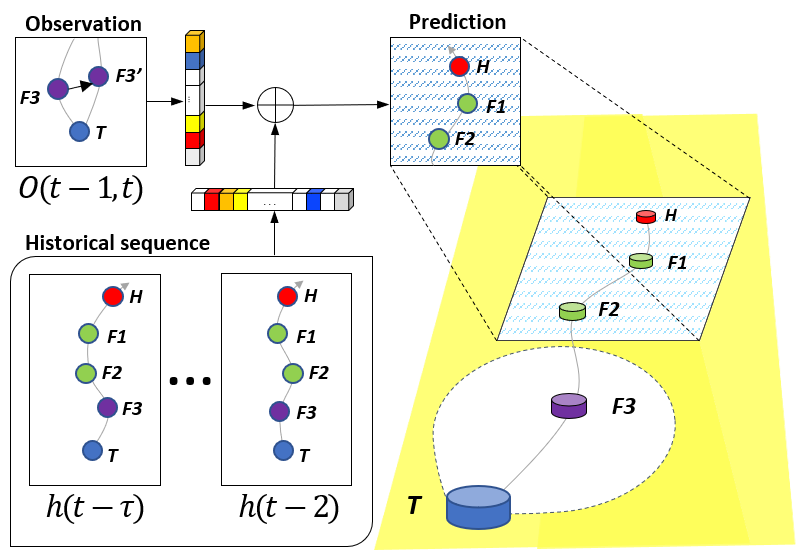 Observation
F3
F3'
T
O(t − 1, t)
...
....
Prediction
H
F1
F2
Historical sequence
H
F1
F2
F3
T
h(t − τ)
...
H
F1
F2
F3
T
h(t − 2)
H
F1
F2
F3
T